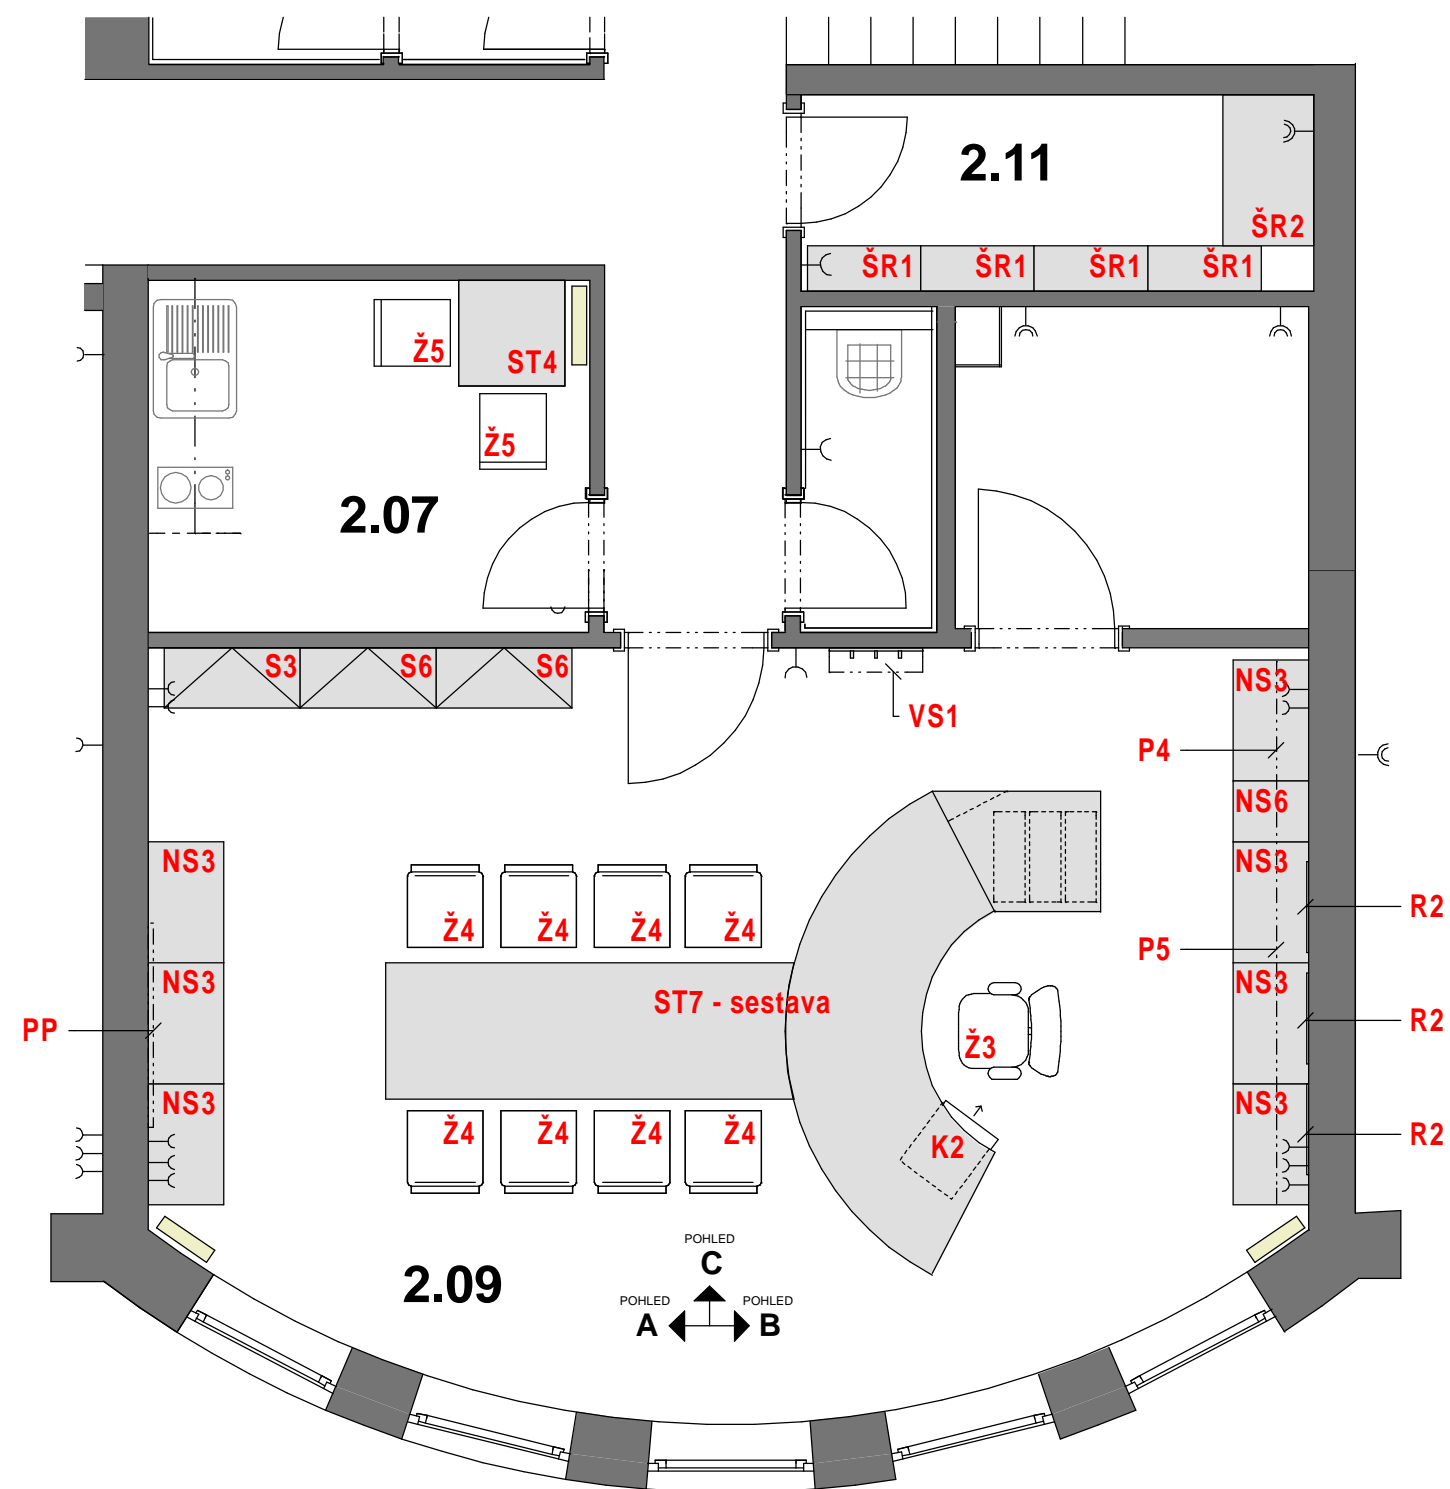 2.11
ŠR2
ŠR1 ŠR1 ŠR1 ŠR1
Ž5 ST4
Ž5
2.07
S3 S6 S6
VS1
NS3
P4
NS6
NS3 NS3
R2
Ž4 Ž4 Ž4 Ž4
P5
NS3 ST7 - sestava NS3
PP Ž3 R2
NS3 NS3
Ž4 Ž4 Ž4 Ž4
K2 R2
POHLED
C
2.09
POHLED POHLED
A B